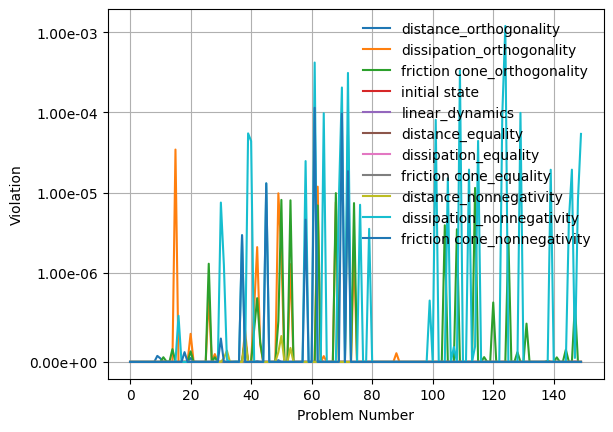 1.00e−03
1.00e−04
1.00e−05
1.00e−06
0.00e+00
Violation
distance_orthogonality
dissipation_orthogonality
friction cone_orthogonality
initial state
linear_dynamics
distance_equality
dissipation_equality
friction cone_equality
distance_nonnegativity
dissipation_nonnegativity
friction cone_nonnegativity
0 20 40 60 80 100 120 140
Problem Number